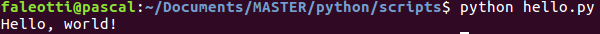 faleotti@pascal:~/Documents/MASTER/python/scripts$ python hello.py
Hello, world!